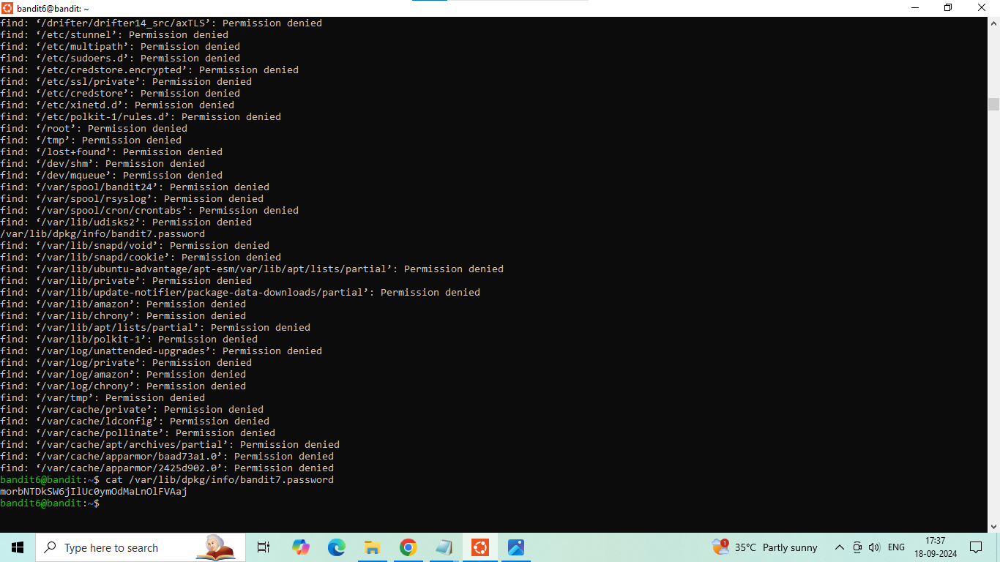 bandit6@bandit: ~
find: ‘/drifter/drifter14_src/axTLS’: Permission denied
find: ‘/etc/stunnel’: Permission denied
find: ‘/etc/multipath’: Permission denied
find: ‘/etc/sudoers.d’: Permission denied
find: ‘/etc/credstore.encrypted’: Permission denied
find: ‘/etc/ssl/private’: Permission denied
find: ‘/etc/credstore’: Permission denied
find: ‘/etc/xinetd.d’: Permission denied
find: ‘/etc/polkit-1/rules.d’: Permission denied
find: ‘/root’: Permission denied
find: ‘/tmp’: Permission denied
find: ‘/lost+found’: Permission denied
find: ‘/dev/shm’: Permission denied
find: ‘/dev/mqueue’: Permission denied
find: ‘/var/spool/bandit24’: Permission denied
find: ‘/var/spool/rsyslog’: Permission denied
find: ‘/var/spool/cron/crontabs’: Permission denied
find: ‘/var/lib/udisks2’: Permission denied
/var/lib/dpkg/info/bandit7.password
find: ‘/var/lib/snapd/void’: Permission denied
find: ‘/var/lib/snapd/cookie’: Permission denied
find: ‘/var/lib/ubuntu-advantage/apt-esm/var/lib/apt/lists/partial’: Permission denied
find: ‘/var/lib/private’: Permission denied
find: ‘/var/lib/update-notifier/package-data-downloads/partial’: Permission denied
find: ‘/var/lib/amazon’: Permission denied
find: ‘/var/lib/chrony’: Permission denied
find: ‘/var/lib/apt/lists/partial’: Permission denied
find: ‘/var/lib/polkit-1’: Permission denied
find: ‘/var/log/unattended-upgrades’: Permission denied
find: ‘/var/log/private’: Permission denied
find: ‘/var/log/amazon’: Permission denied
find: ‘/var/log/chrony’: Permission denied
find: ‘/var/tmp’: Permission denied
find: ‘/var/cache/private’: Permission denied
find: ‘/var/cache/ldconfig’: Permission denied
find: ‘/var/cache/pollinate’: Permission denied
find: ‘/var/cache/apt/archives/partial’: Permission denied
find: ‘/var/cache/apparmor/baad73a1.0’: Permission denied
find: ‘/var/cache/apparmor/2425d902.0’: Permission denied
bandit6@bandit:~$ cat /var/lib/dpkg/info/bandit7.password
morbNTDkSW6jIlUc0ymOdMaLnOlFVAaj
bandit6@bandit:~$
Type here to search
1
35°C Partly sunny
ENG
17:37
18-09-2024